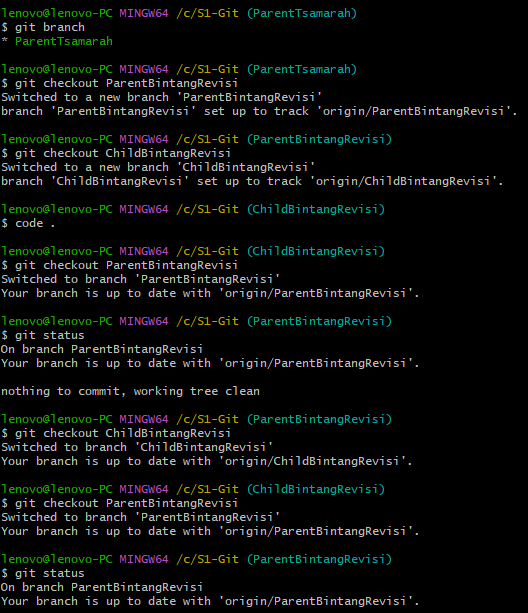 lenovo@lenovo-PC MINGW64 /c/S1-Git (ParentTsamarah)
$ git branch
* ParentTsamarah
lenovo@lenovo-PC MINGW64 /c/S1-Git (ParentTsamarah)
$ git checkout ParentBintangRevisi
Switched to a new branch 'ParentBintangRevisi'
branch 'ParentBintangRevisi' set up to track 'origin/ParentBintangRevisi'.
lenovo@lenovo-PC MINGW64 /c/S1-Git (ParentBintangRevisi)
$ git checkout ChildBintangRevisi
Switched to a new branch 'ChildBintangRevisi'
branch 'ChildBintangRevisi' set up to track 'origin/ChildBintangRevisi'.
lenovo@lenovo-PC MINGW64 /c/S1-Git (ChildBintangRevisi)
$ code .
lenovo@lenovo-PC MINGW64 /c/S1-Git (ChildBintangRevisi)
$ git checkout ParentBintangRevisi
Switched to branch 'ParentBintangRevisi'
Your branch is up to date with 'origin/ParentBintangRevisi'.
lenovo@lenovo-PC MINGW64 /c/S1-Git (ParentBintangRevisi)
$ git status
On branch ParentBintangRevisi
Your branch is up to date with 'origin/ParentBintangRevisi'.
nothing to commit, working tree clean
lenovo@lenovo-PC MINGW64 /c/S1-Git (ParentBintangRevisi)
$ git checkout ChildBintangRevisi
Switched to branch 'ChildBintangRevisi'
Your branch is up to date with 'origin/ChildBintangRevisi'.
lenovo@lenovo-PC MINGW64 /c/S1-Git (ChildBintangRevisi)
$ git checkout ParentBintangRevisi
Switched to branch 'ParentBintangRevisi'
Your branch is up to date with 'origin/ParentBintangRevisi'.
lenovo@lenovo-PC MINGW64 /c/S1-Git (ParentBintangRevisi)
$ git status
On branch ParentBintangRevisi
Your branch is up to date with 'origin/ParentBintangRevisi'.